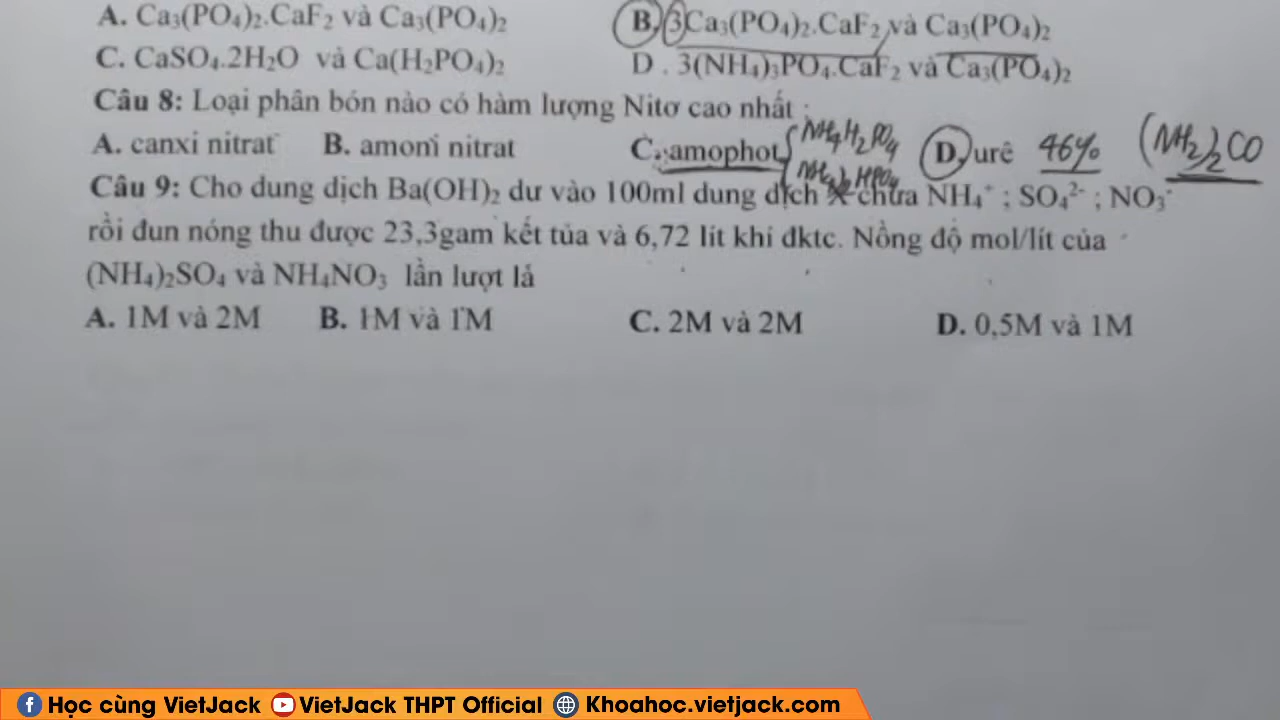 A. Ca₃(PO₄)₂.CaF₂ và Ca₃(PO₄)₂ B. 3Ca₃(PO₄)₂.CaF₂ và Ca₃(PO₄)₂
C. CaSO₄.2H₂O và Ca(H₂PO₄)₂ D . 3(NH₄)₃PO₄.CaF₂ và Ca₃(PO₄)₂
Câu 8: Loại phân bón nào có hàm lượng Nitơ cao nhất :
A. canxi nitrat B. amoni nitrat C. amophot NH₄H₂PO₄ (NH₄)₂HPO₄ D. urê 46% (NH₂)₂CO
Câu 9: Cho dung dịch Ba(OH)₂ dư vào 100ml dung dịch X chứa NH₄⁺ ; SO₄²⁻ ; NO₃⁻
rồi đun nóng thu được 23,3gam kết tủa và 6,72 lít khí đktc. Nồng độ mol/lít của
(NH₄)₂SO₄ và NH₄NO₃ lần lượt là
A. 1M và 2M B. 1M và 1M C. 2M và 2M D. 0,5M và 1M
Học cùng VietJack VietJack THPT Official Khoahoc.vietjack.com